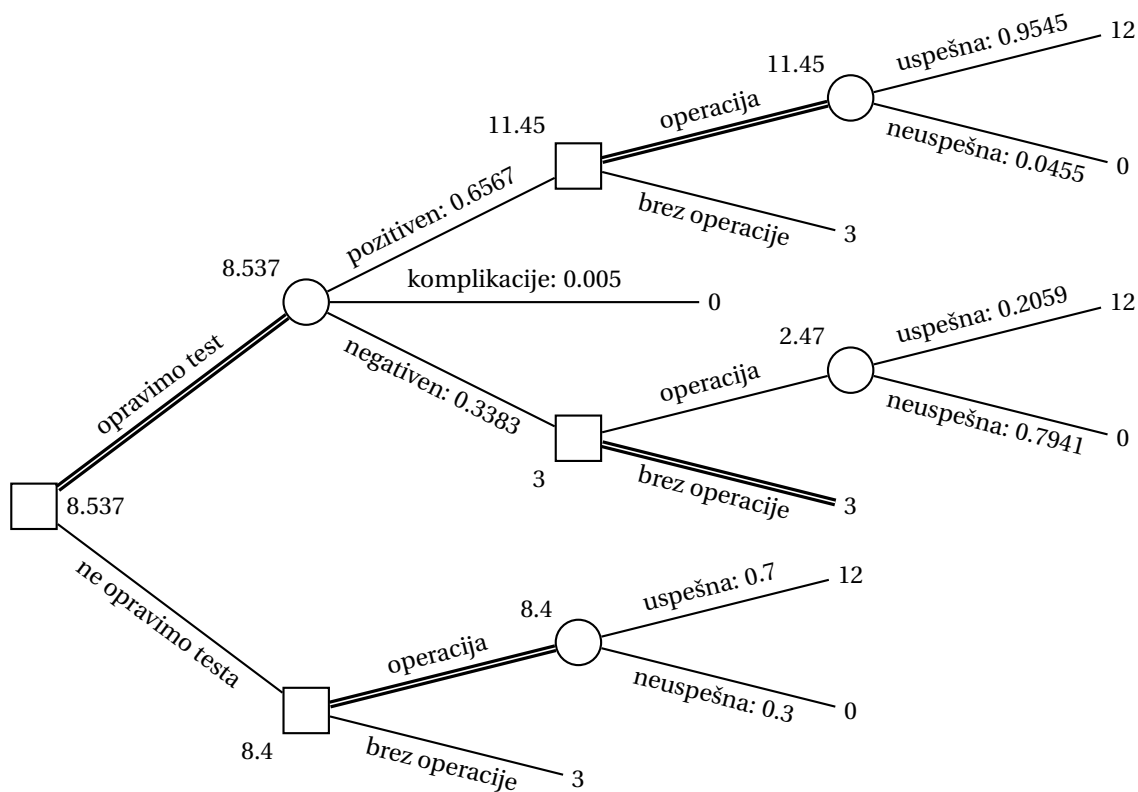 uspešna: 0.9545
12
11.45
operacija
neuspešna: 0.0455
0
11.45
brez operacije
3
pozitiven: 0.6567
8.537
komplikacije: 0.005
0
negativen: 0.3383
uspešna: 0.2059
12
2.47
operacija
neuspešna: 0.7941
0
3
brez operacije
3
opravimo test
8.537
ne opravimo testa
uspešna: 0.7
12
8.4
operacija
neuspešna: 0.3
0
8.4
brez operacije
3